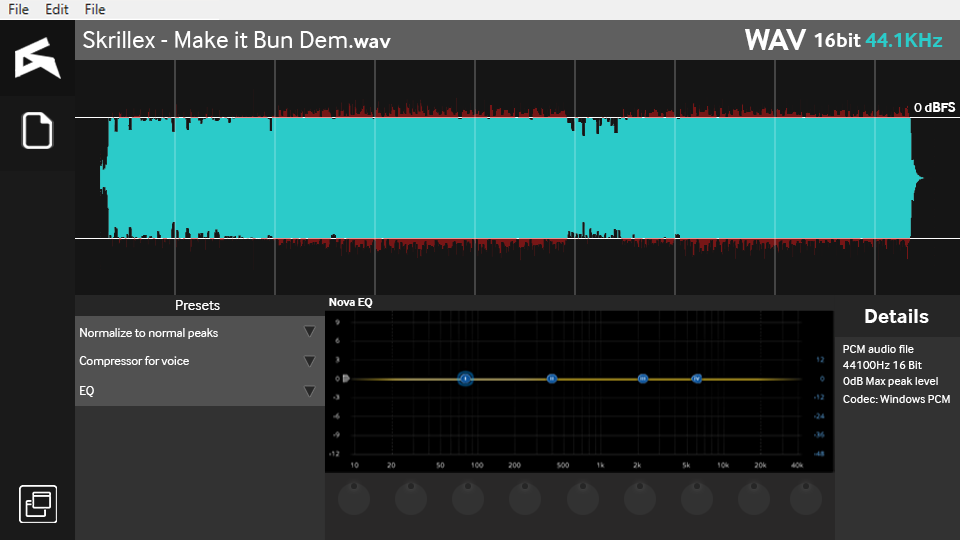 File Edit File
Skrillex - Make it Bun Dem.wav
WAV 16bit 44.1KHz
0 dBFS
Presets
Normalize to normal peaks
Compressor for voice
EQ
Nova EQ
9
6
3
0
-3
-6
-9
-12
12
0
-12
-24
-36
-48
10 20 50 100 200 500 1k 2k 5k 10k 20k 40k
I II III IV
Details
PCM audio file
44100Hz 16 Bit
0dB Max peak level
Codec: Windows PCM